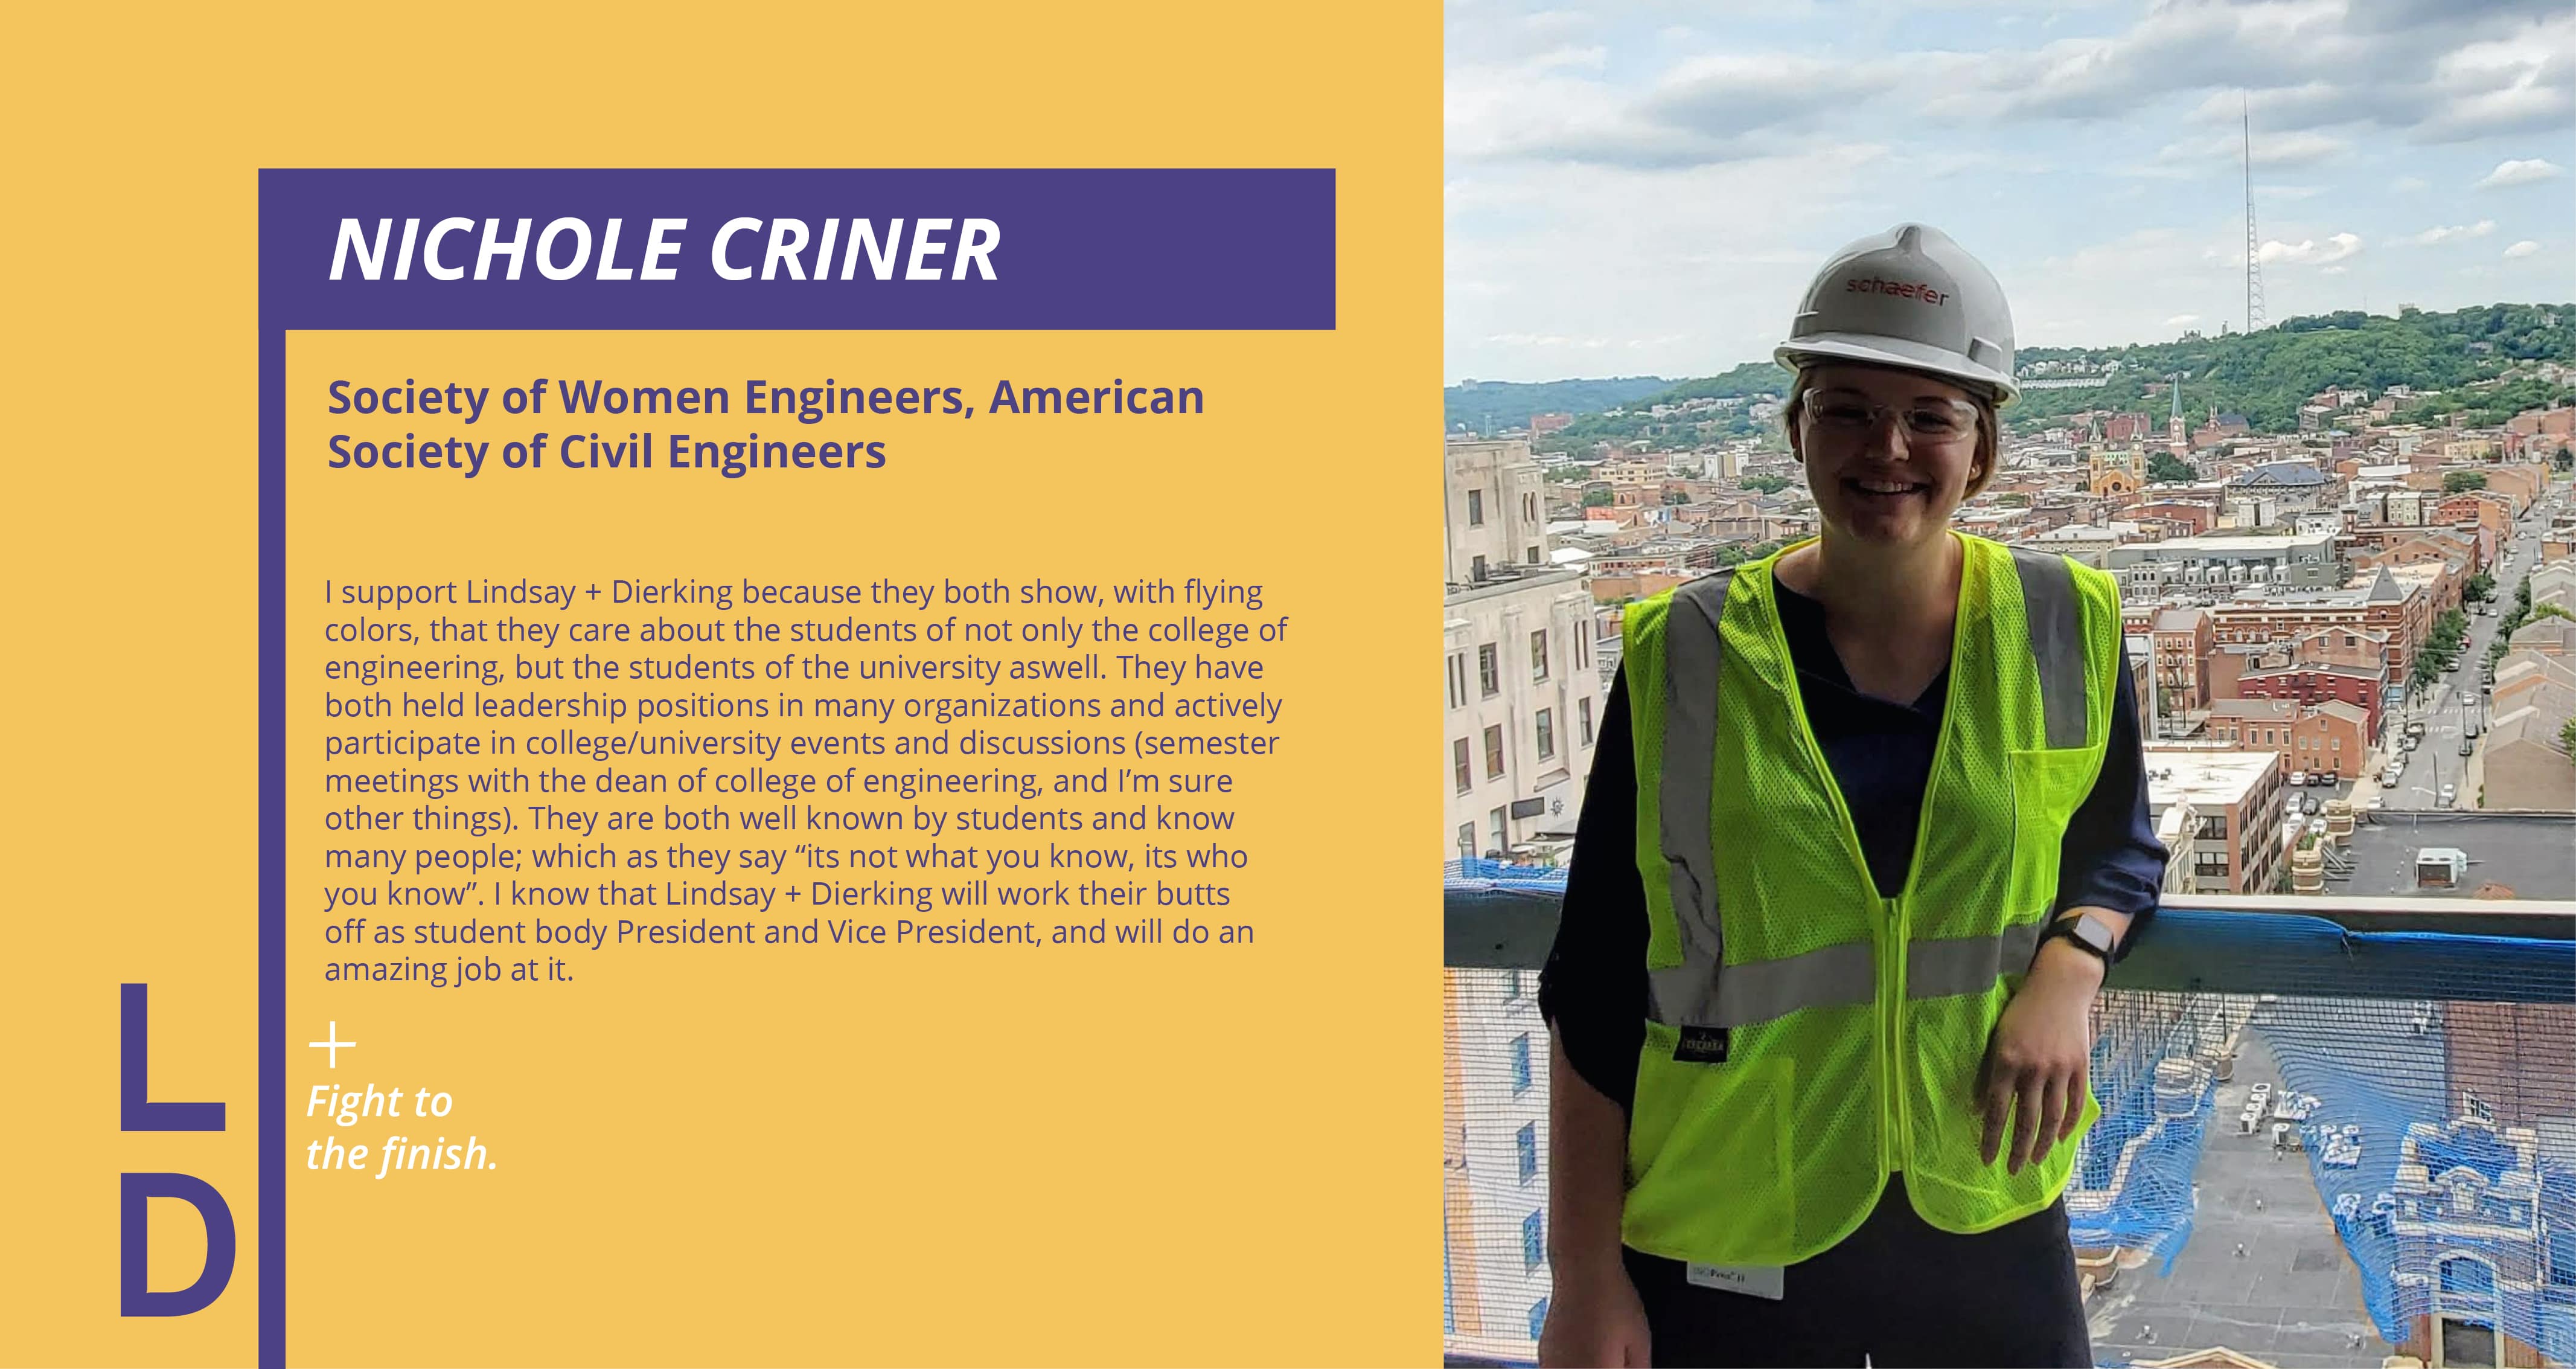 NICHOLE CRINER
Society of Women Engineers, American
Society of Civil Engineers
I support Lindsay + Dierking because they both show, with flying
colors, that they care about the students of not only the college of
engineering, but the students of the university aswell. They have
both held leadership positions in many organizations and actively
participate in college/university events and discussions (semester
meetings with the dean of college of engineering, and I’m sure
other things). They are both well known by students and know
many people; which as they say “its not what you know, its who
you know”. I know that Lindsay + Dierking will work their butts
off as student body President and Vice President, and will do an
amazing job at it.
L
D
+
Fight to
the finish.
schaefer